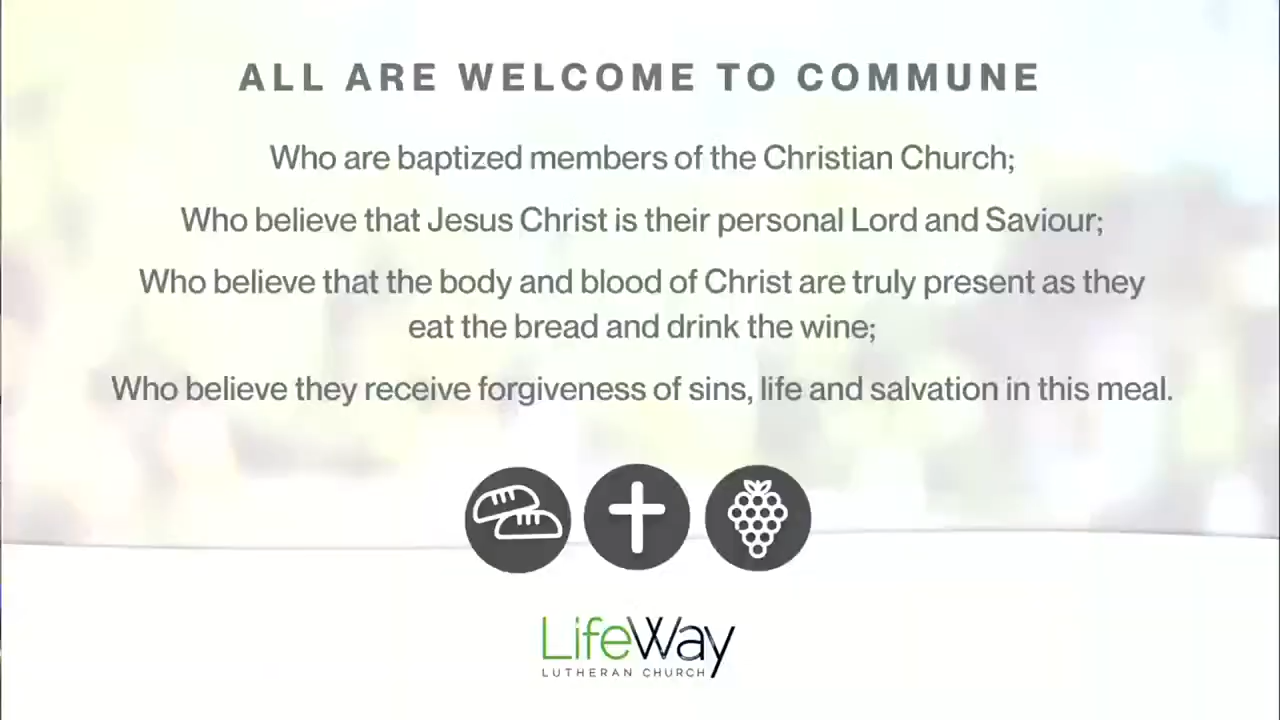 ALL ARE WELCOME TO COMMUNE
Who are baptized members of the Christian Church;
Who believe that Jesus Christ is their personal Lord and Saviour;
Who believe that the body and blood of Christ are truly present as they
eat the bread and drink the wine;
Who believe they receive forgiveness of sins, life and salvation in this meal.
LifeWay
LUTHERAN CHURCH